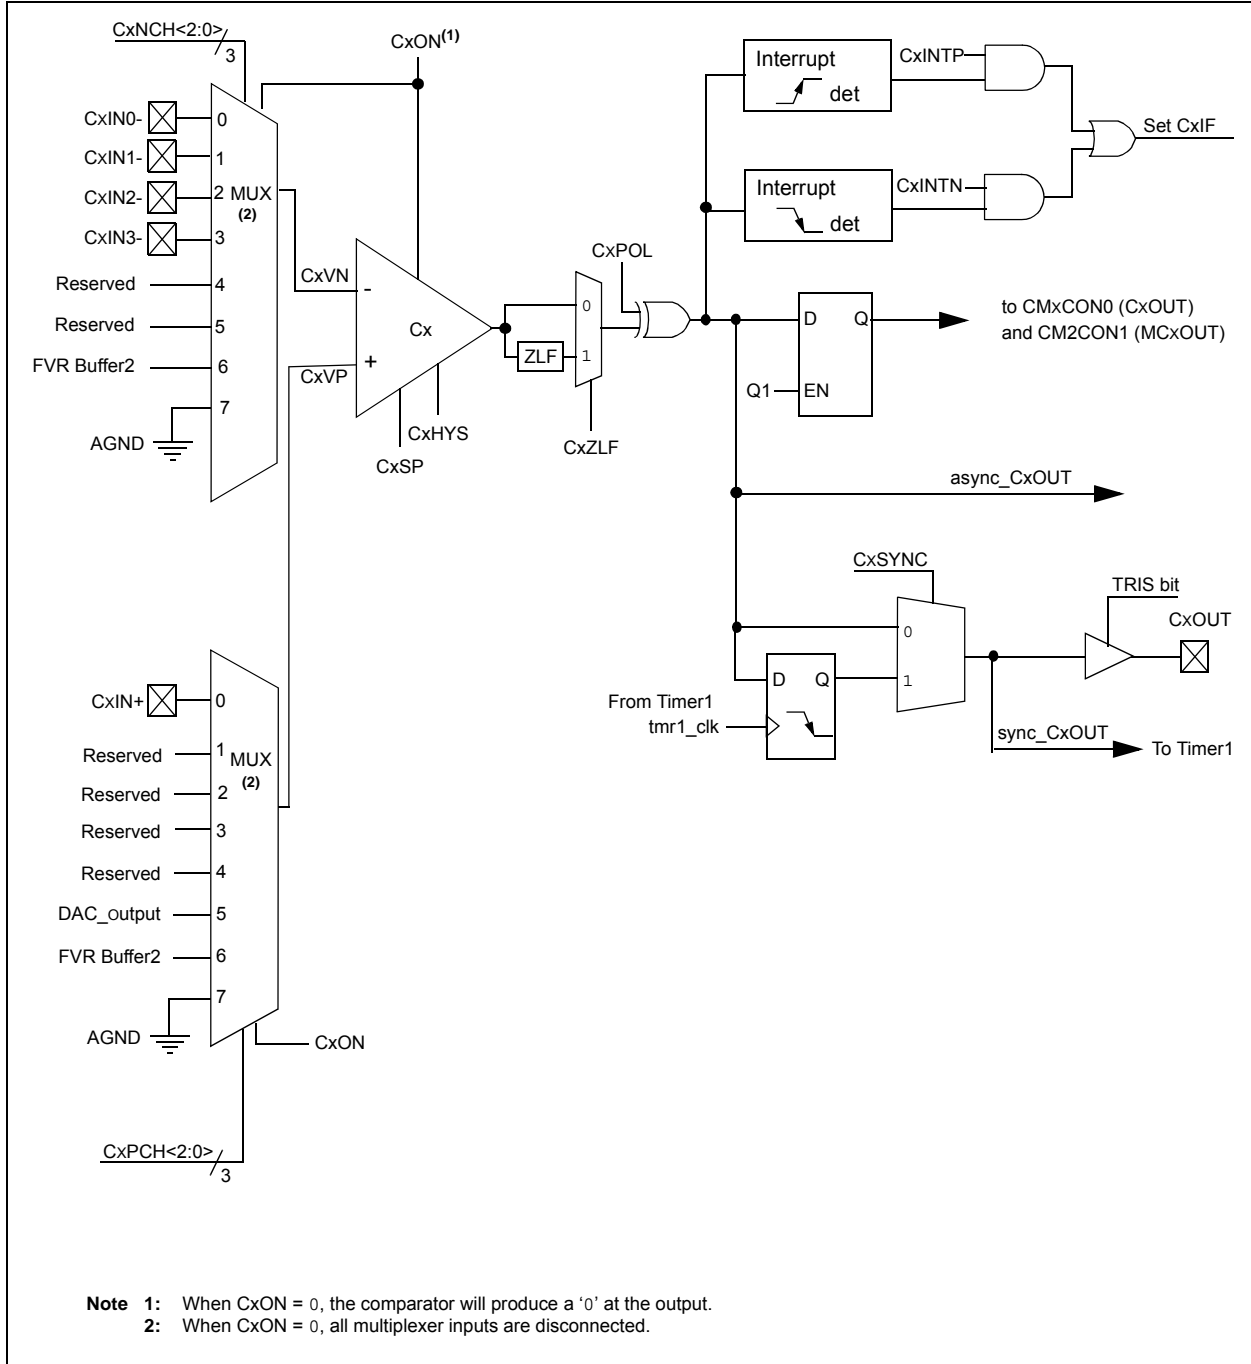 CxNCH<2:0>
3
CxON(1)
CxIN0-
0
CxIN1-
1
CxIN2-
2
MUX
(2)
CxIN3-
3
Reserved
4
Reserved
5
FVR Buffer2
6
7
AGND
CxVN
-
Cx
+
CxVP
CxHYS
CxSP
ZLF
0
1
CxZLF
CxPOL
Interrupt
det
CxINTP
Interrupt
det
CxINTN
Set CxIF
D
Q
Q1
EN
to CMxCON0 (CxOUT)
and CM2CON1 (MCxOUT)
async_CxOUT
CxSYNC
0
1
TRIS bit
CxOUT
D
Q
From Timer1
tmr1_clk
sync_CxOUT
To Timer1
CxIN+
0
Reserved
1
MUX
(2)
Reserved
2
Reserved
3
Reserved
4
DAC_output
5
FVR Buffer2
6
7
AGND
CxON
CxPCH<2:0>
3
Note 1: When CxON = 0, the comparator will produce a ‘0’ at the output.
2: When CxON = 0, all multiplexer inputs are disconnected.